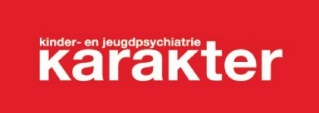 kinder- en jeugdpsychiatrie
karakter